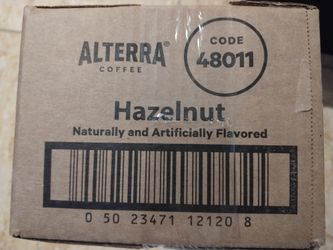 ALTERRA®
COFFEE
CODE
48011
Hazelnut
Naturally and Artificially Flavored
0 50 23471 12120 8